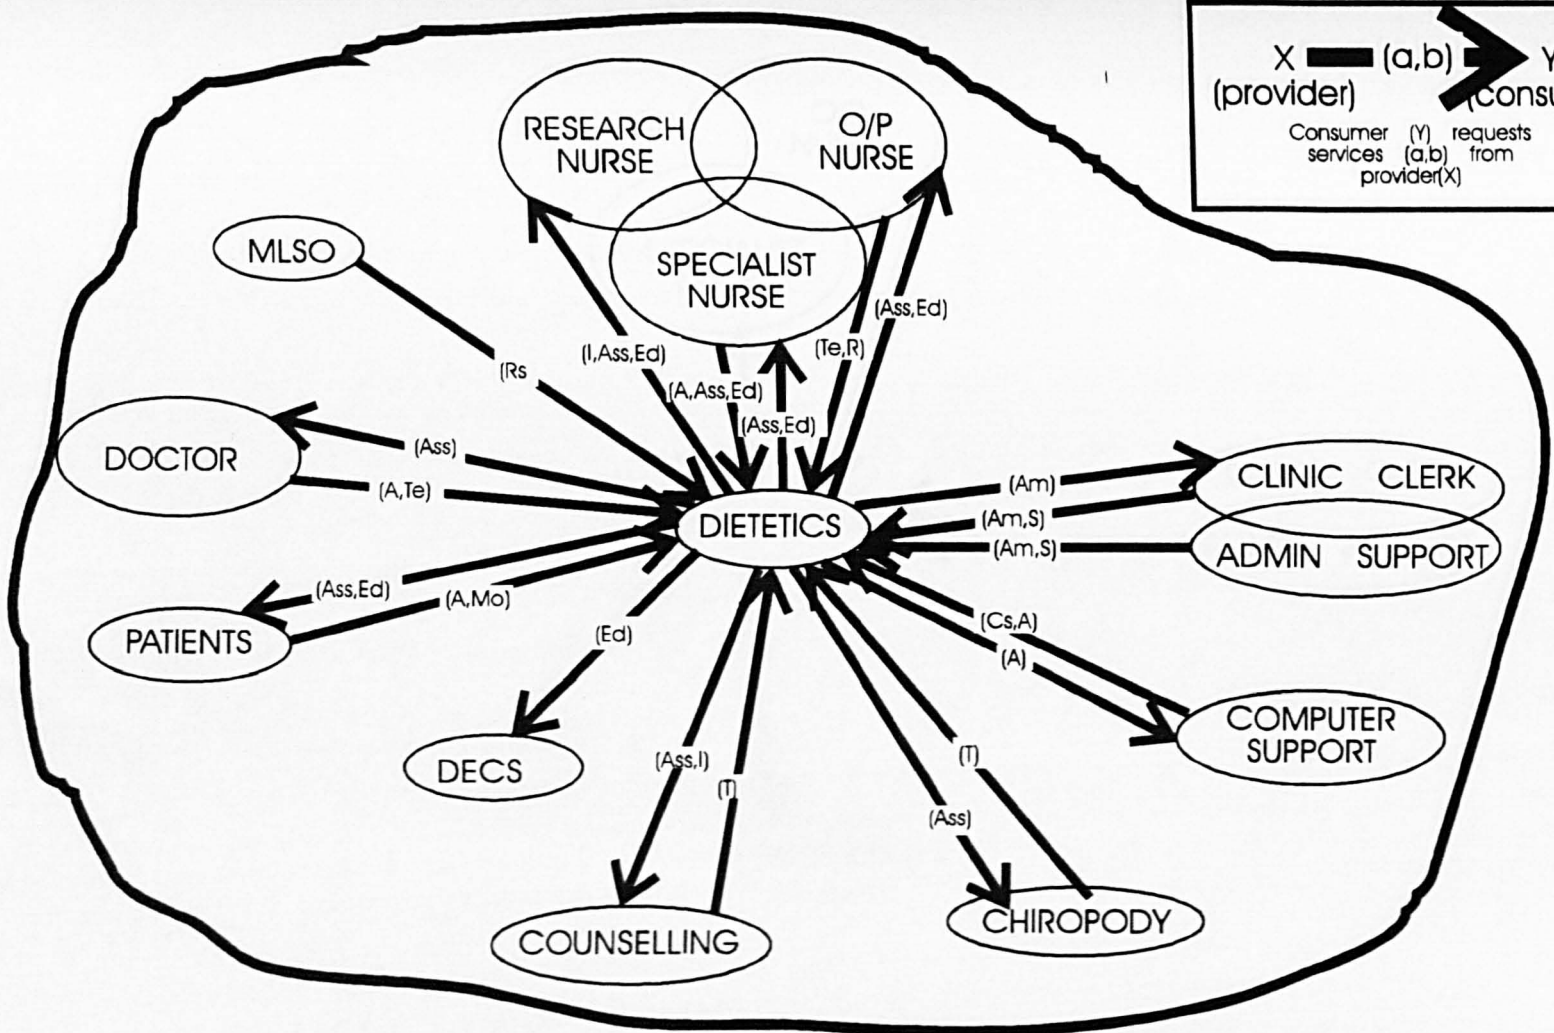 X (a,b) Y
(provider) (consu
Consumer (Y) requests
services (a,b) from
provider(X)
RESEARCH
NURSE
O/P
NURSE
MLSO
SPECIALIST
NURSE
(Ass,Ed)
(I,Ass,Ed)
(Te,R)
(Rs
(A,Ass,Ed)
(Ass,Ed)
DOCTOR
(Ass)
(A,Te)
(Am)
CLINIC CLERK
(Am,S)
DIETETICS
(Am,S)
ADMIN SUPPORT
(Ass,Ed)
(A,Mo)
PATIENTS
(Ed)
(Cs,A)
(A)
COMPUTER
SUPPORT
DECS
(Ass,I)
(T)
(T)
(Ass)
COUNSELLING
CHIROPODY